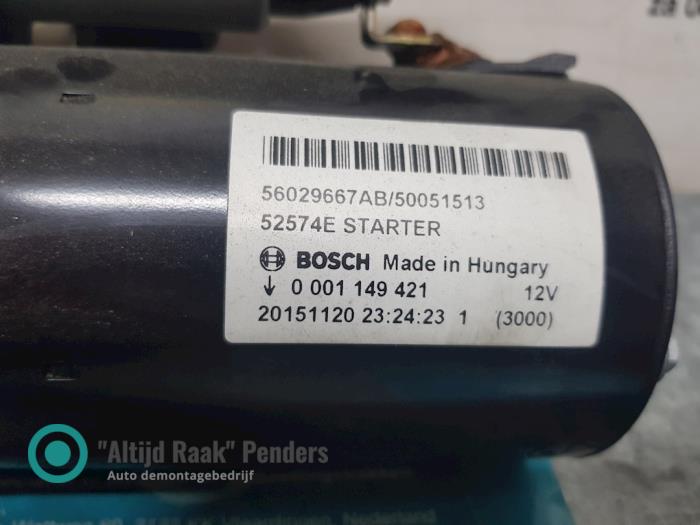 56029667AB/50051513
52574E STARTER
BOSCH Made in Hungary
0 001 149 421 12V
20151120 23:24:23 1 (3000)
"Altijd Raak" Penders
Auto demontagebedrijf
Nederland